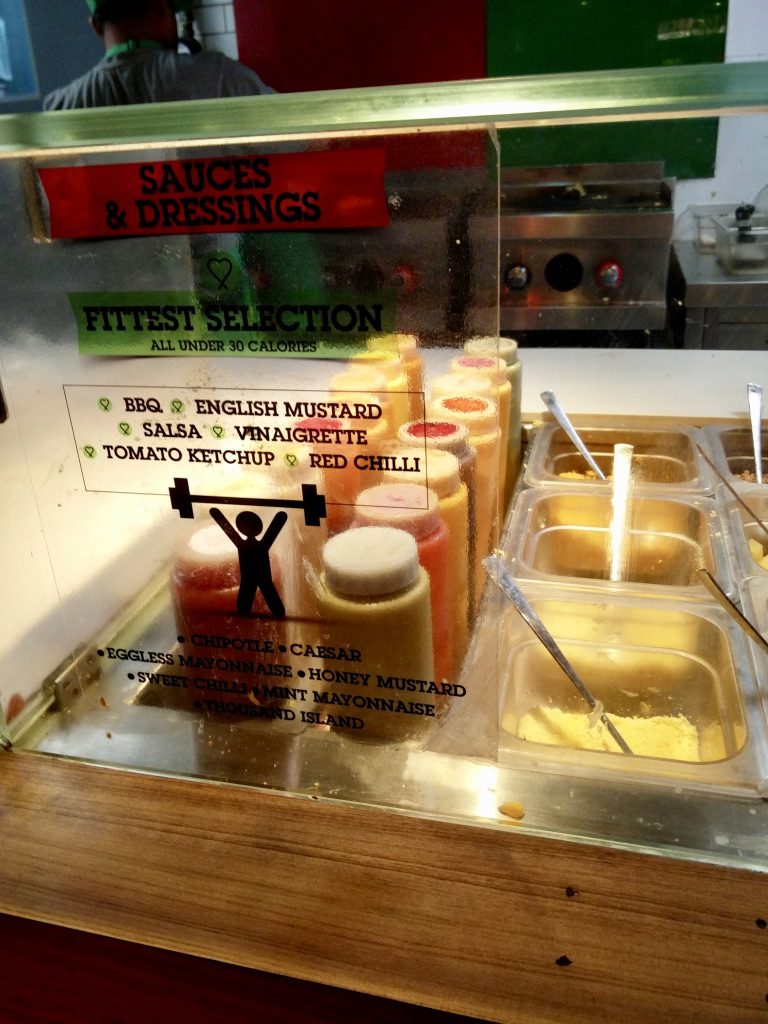 SAUCES
& DRESSINGS
FITTEST SELECTION
ALL UNDER 30 CALORIES
BBQ ENGLISH MUSTARD
SALSA VINAIGRETTE
TOMATO KETCHUP RED CHILLI
• CHIPOTLE • CAESAR
• EGGLESS MAYONNAISE • HONEY MUSTARD
• SWEET CHILLI • MINT MAYONNAISE
• THOUSAND ISLAND